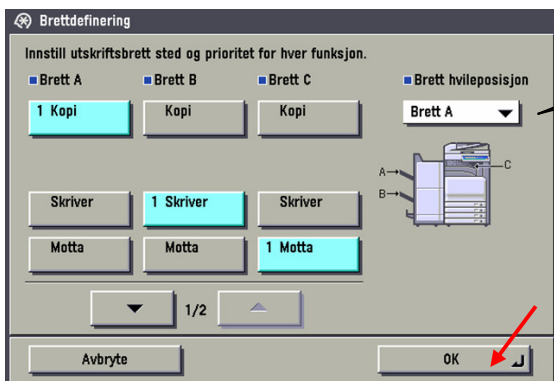 Brettdefinering
Innstill utskriftsbrett sted og prioritet for hver funksjon.
Brett A Brett B Brett C Brett hvileposisjon
1 Kopi Kopi Kopi Brett A
A C
B
Skriver 1 Skriver Skriver
Motta Motta 1 Motta
1/2
Avbryte OK